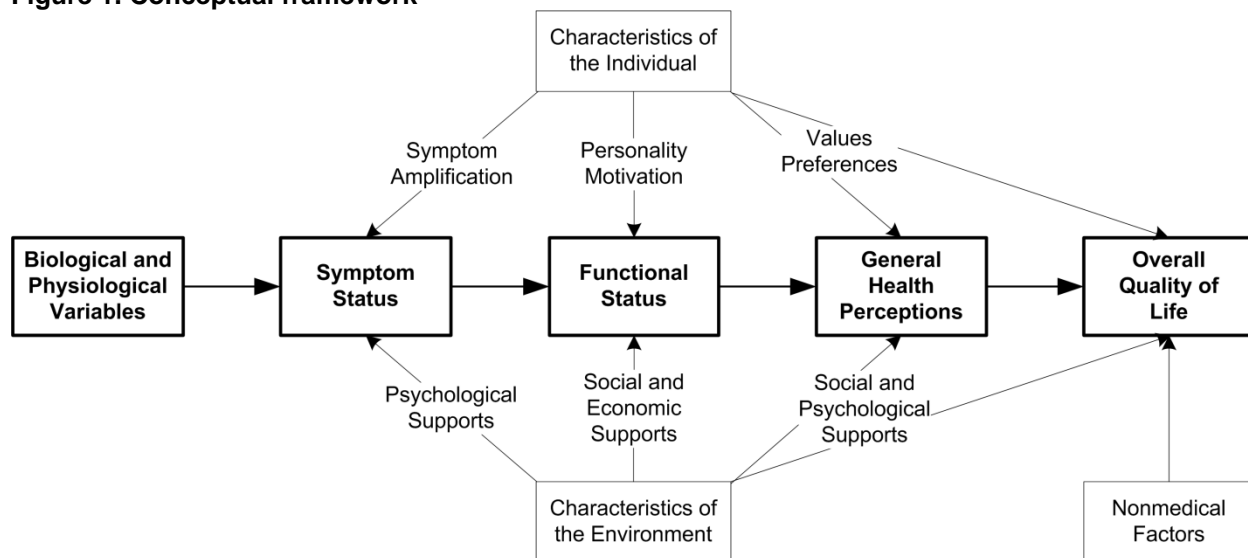 Figure 1. Conceptual framework
Characteristics of
the Individual
Symptom
Amplification
Personality
Motivation
Values
Preferences
Biological and
Physiological
Variables
Symptom
Status
Functional
Status
General
Health
Perceptions
Overall
Quality of
Life
Psychological
Supports
Social and
Economic
Supports
Social and
Psychological
Supports
Characteristics of
the Environment
Nonmedical
Factors